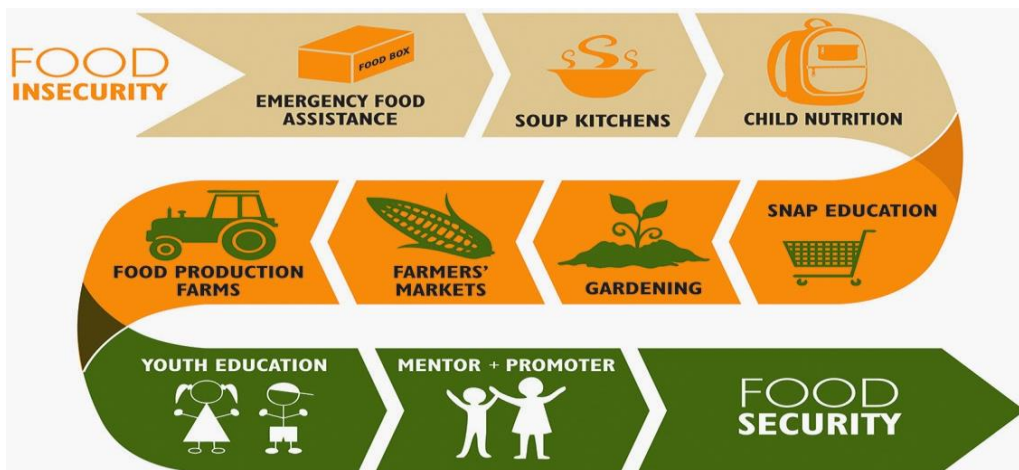 FOOD
INSECURITY
FOOD BOX
EMERGENCY FOOD
ASSISTANCE
SOUP KITCHENS
CHILD NUTRITION
SNAP EDUCATION
GARDENING
FARMERS'
MARKETS
FOOD PRODUCTION
FARMS
YOUTH EDUCATION
MENTOR + PROMOTER
FOOD
SECURITY